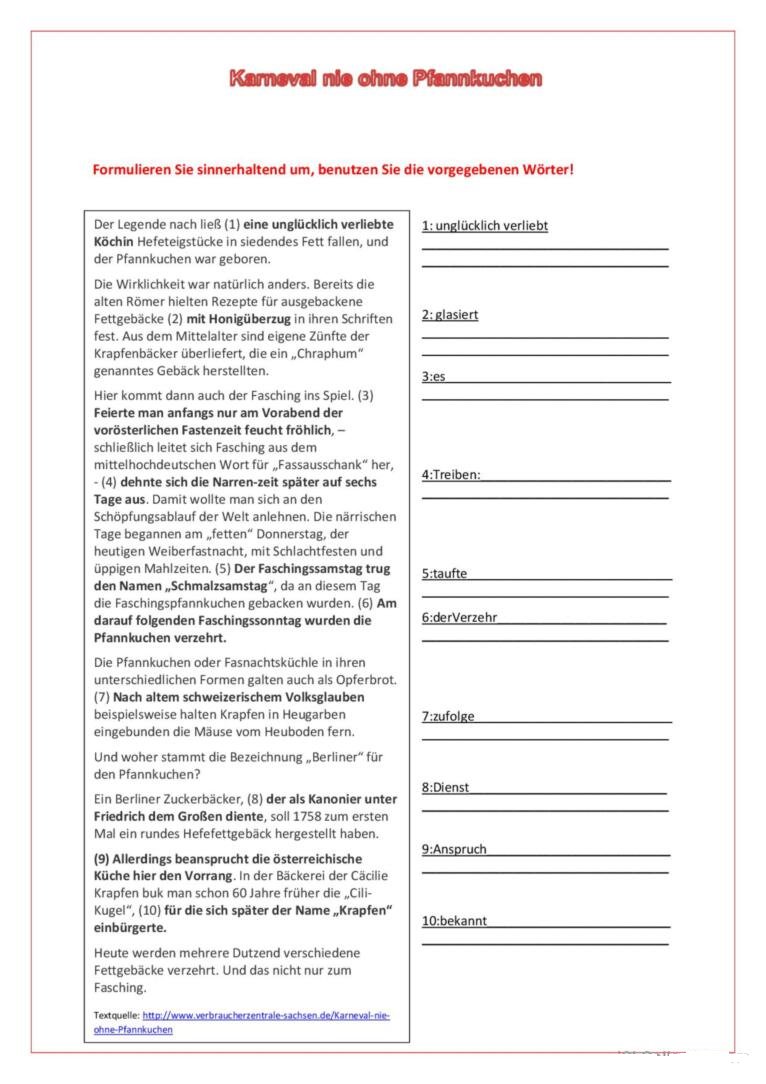 Karneval nie ohne Pfannkuchen
Formulieren Sie sinnerhaltend um, benutzen Sie die vorgegebenen Wörter!
Der Legende nach ließ (1) eine unglücklich verliebte
Köchin Hefeteigstücke in siedendes Fett fallen, und
der Pfannkuchen war geboren.
Die Wirklichkeit war natürlich anders. Bereits die
alten Römer hielten Rezepte für ausgebackene
Fettgebäcke (2) mit Honigüberzug in ihren Schriften
fest. Aus dem Mittelalter sind eigene Zünfte der
Krapfenbäcker überliefert, die ein „Chraphum“
genanntes Gebäck herstellten.
Hier kommt dann auch der Fasching ins Spiel. (3)
Feierte man anfangs nur am Vorabend der
vorösterlichen Fastenzeit feucht fröhlich, –
schließlich leitet sich Fasching aus dem
mittelhochdeutschen Wort für „Fassausschank“ her,
- (4) dehnte sich die Narren-zeit später auf sechs
Tage aus. Damit wollte man sich an den
Schöpfungsablauf der Welt anlehnen. Die närrischen
Tage begannen am „fetten“ Donnerstag, der
heutigen Weiberfastnacht, mit Schlachtfesten und
üppigen Mahlzeiten. (5) Der Faschingssamstag trug
den Namen „Schmalzsamstag“, da an diesem Tag
die Faschingspfannkuchen gebacken wurden. (6) Am
darauf folgenden Faschingssonntag wurden die
Pfannkuchen verzehrt.
Die Pfannkuchen oder Fasnachtsküchle in ihren
unterschiedlichen Formen galten auch als Opferbrot.
(7) Nach altem schweizerischem Volksglauben
beispielsweise halten Krapfen in Heugarben
eingebunden die Mäuse vom Heuboden fern.
Und woher stammt die Bezeichnung „Berliner“ für
den Pfannkuchen?
Ein Berliner Zuckerbäcker, (8) der als Kanonier unter
Friedrich dem Großen diente, soll 1758 zum ersten
Mal ein rundes Hefefettgebäck hergestellt haben.
(9) Allerdings beansprucht die österreichische
Küche hier den Vorrang. In der Bäckerei der Cäcilie
Krapfen buk man schon 60 Jahre früher die „Cili-
Kugel“, (10) für die sich später der Name „Krapfen“
einbürgerte.
Heute werden mehrere Dutzend verschiedene
Fettgebäcke verzehrt. Und das nicht nur zum
Fasching.
Textquelle: http://www.verbraucherzentrale-sachsen.de/Karneval-nie-
ohne-Pfannkuchen
1: unglücklich verliebt
2: glasiert
3:es
4:Treiben:
5:taufte
6:derVerzehr
7:zufolge
8:Dienst
9:Anspruch
10:bekannt